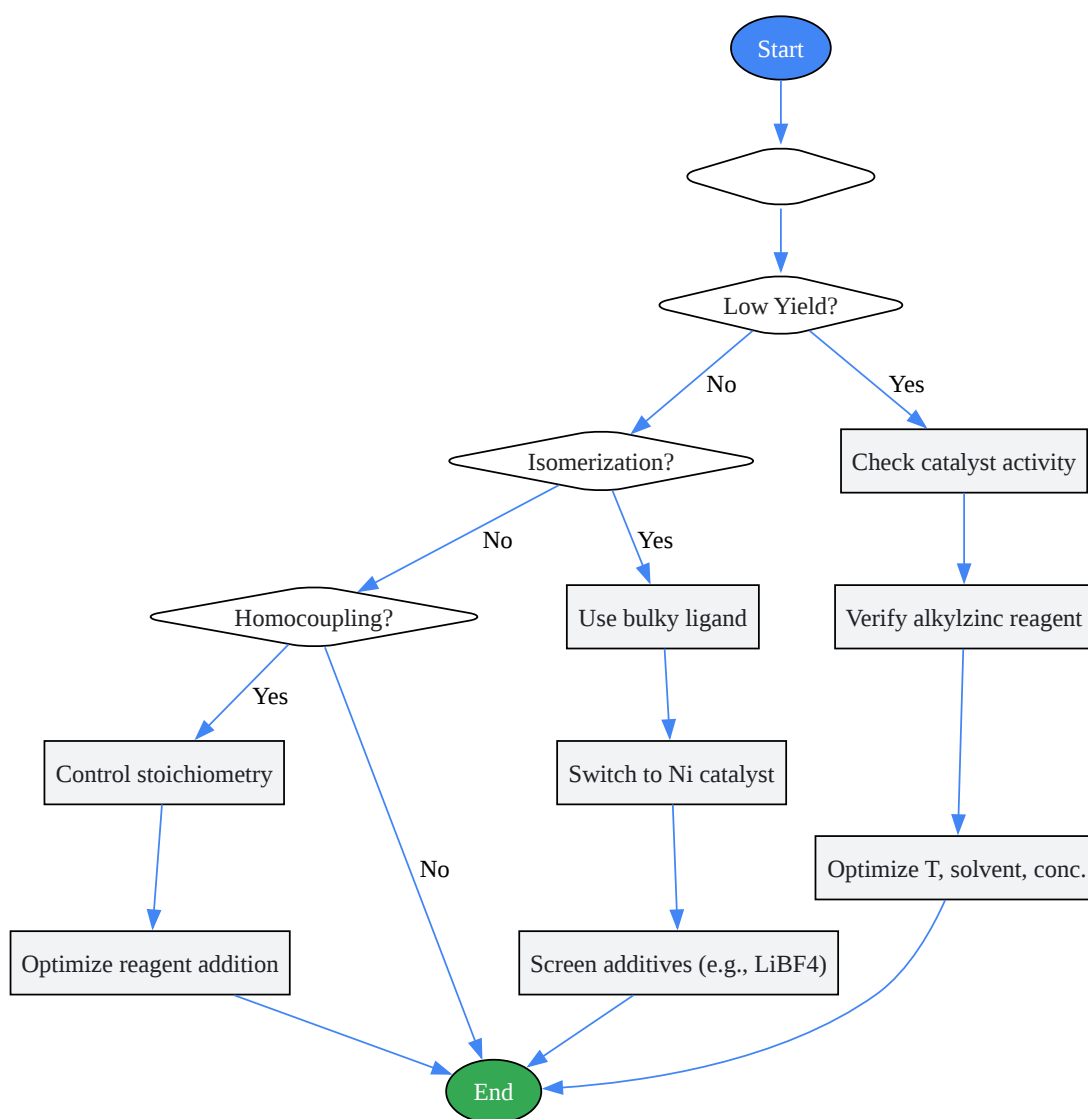 Start
Low Yield?
No
Yes
Isomerization?
Check catalyst activity
No
Yes
Homocoupling?
Use bulky ligand
Verify alkylzinc reagent
Yes
Control stoichiometry
Switch to Ni catalyst
No
Optimize T, solvent, conc.
Optimize reagent addition
Screen additives (e.g., LiBF4)
End